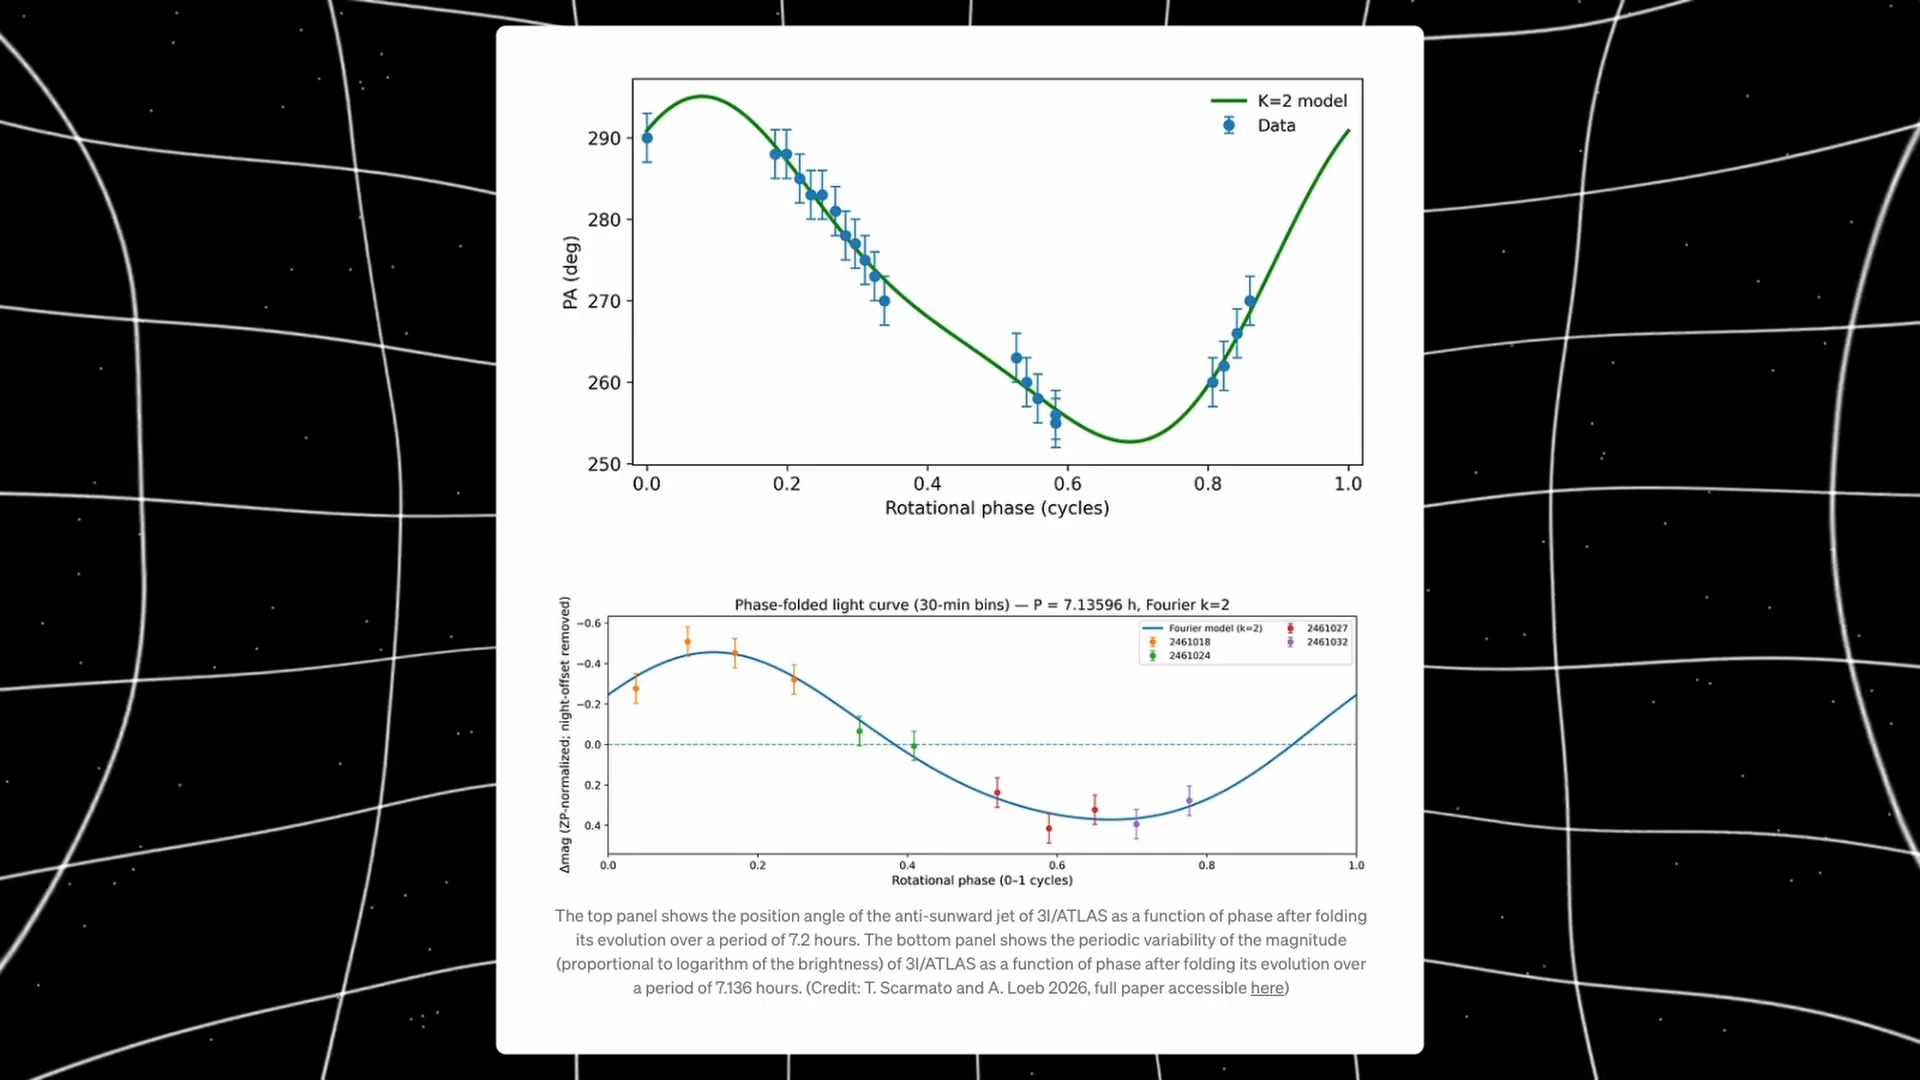 K=2 model
Data
290
280
270
260
250
PA (deg)
0.0 0.2 0.4 0.6 0.8 1.0
Rotational phase (cycles)
Phase-folded light curve (30-min bins) — P = 7.13596 h, Fourier k=2
Fourier model (k=2)
2461018
2461024
2461027
2461032
−0.6
−0.4
−0.2
0.0
0.2
0.4
Δmag (ZP-normalized; night-offset removed)
0.0 0.2 0.4 0.6 0.8 1.0
Rotational phase (0–1 cycles)
The top panel shows the position angle of the anti-sunward jet of 3I/ATLAS as a function of phase after folding
its evolution over a period of 7.2 hours. The bottom panel shows the periodic variability of the magnitude
(proportional to logarithm of the brightness) of 3I/ATLAS as a function of phase after folding its evolution over
a period of 7.136 hours. (Credit: T. Scarmato and A. Loeb 2026, full paper accessible here)